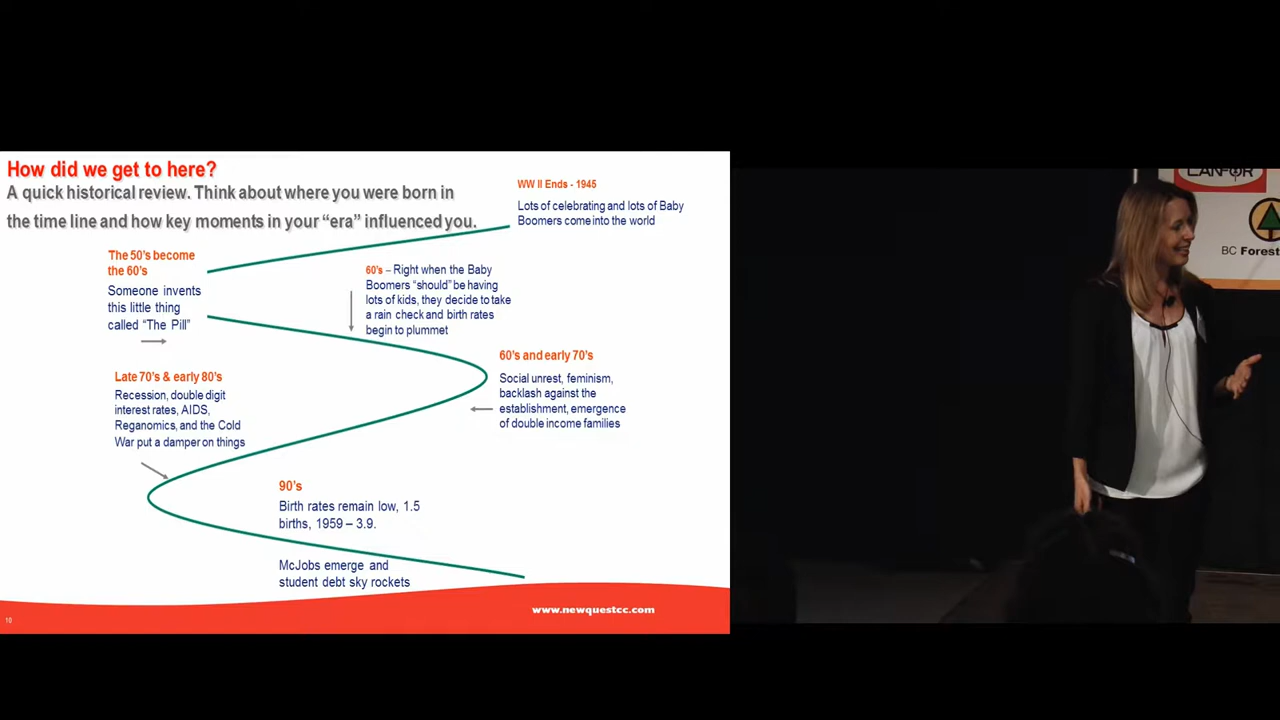 How did we get to here?
A quick historical review. Think about where you were born in
the time line and how key moments in your “era” influenced you.
WW II Ends - 1945
Lots of celebrating and lots of Baby
Boomers come into the world
The 50's become
the 60's
Someone invents
this little thing
called “The Pill”
60's – Right when the Baby
Boomers “should” be having
lots of kids, they decide to take
a rain check and birth rates
begin to plummet
60's and early 70's
Social unrest, feminism,
backlash against the
establishment, emergence
of double income families
Late 70's & early 80's
Recession, double digit
interest rates, AIDS,
Reganomics, and the Cold
War put a damper on things
90's
Birth rates remain low, 1.5
births, 1959 – 3.9.
McJobs emerge and
student debt sky rockets
www.newquestcc.com
10
CANFOR
BC Forest